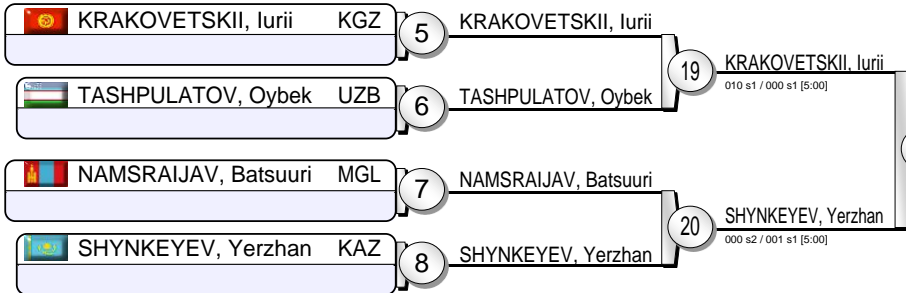 KRAKOVETSKII, Iurii KGZ
5
KRAKOVETSKII, Iurii
TASHPULATOV, Oybek UZB
6
TASHPULATOV, Oybek
19
KRAKOVETSKII, Iurii
010 s1 / 000 s1 [5:00]
NAMSRAIJAV, Batsuuri MGL
7
NAMSRAIJAV, Batsuuri
SHYNKEYEV, Yerzhan KAZ
8
SHYNKEYEV, Yerzhan
20
SHYNKEYEV, Yerzhan
000 s2 / 001 s1 [5:00]